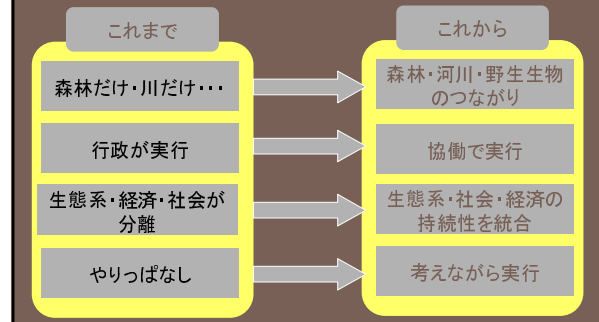 これまで
これから
森林だけ・川だけ・・・
森林・河川・野生生物
のつながり
行政が実行
協働で実行
生態系・経済・社会が
分離
生態系・社会・経済の
持続性を統合
やりっぱなし
考えながら実行